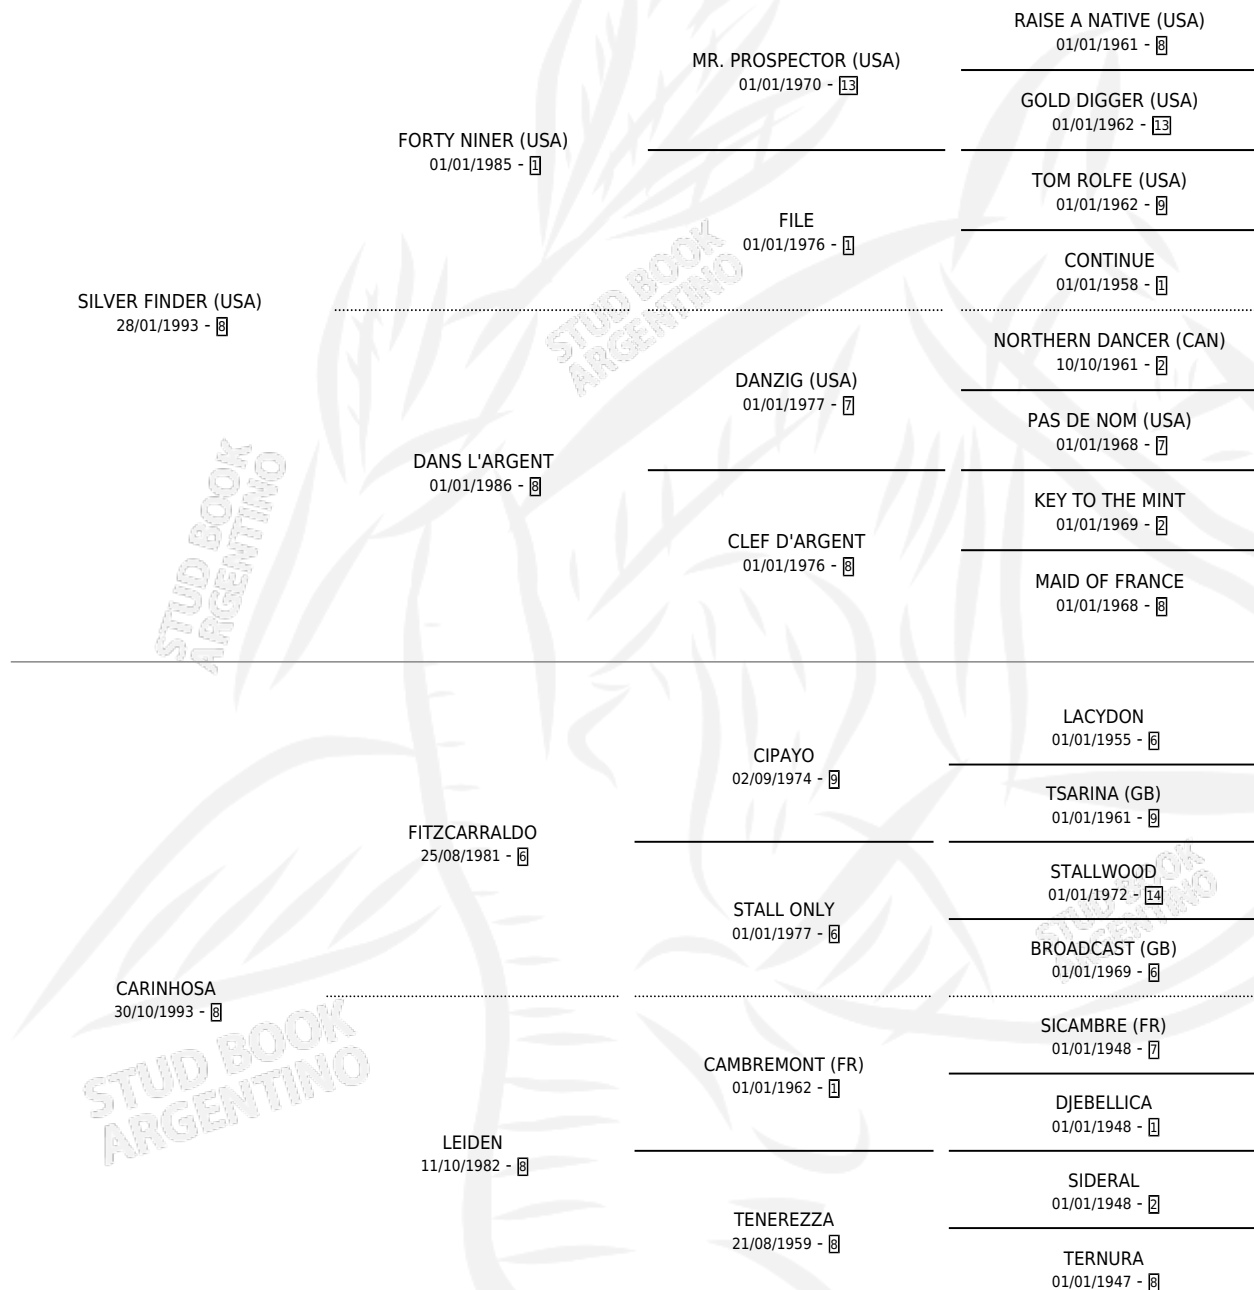 RAISE A NATIVE (USA)
01/01/1961 - 8
MR. PROSPECTOR (USA)
01/01/1970 - 13
GOLD DIGGER (USA)
01/01/1962 - 13
FORTY NINER (USA)
01/01/1985 - 1
TOM ROLFE (USA)
01/01/1962 - 9
FILE
01/01/1976 - 1
CONTINUE
01/01/1958 - 1
SILVER FINDER (USA)
28/01/1993 - 8
NORTHERN DANCER (CAN)
10/10/1961 - 2
DANZIG (USA)
01/01/1977 - 7
PAS DE NOM (USA)
01/01/1968 - 7
DANS L'ARGENT
01/01/1986 - 8
KEY TO THE MINT
01/01/1969 - 2
CLEF D'ARGENT
01/01/1976 - 8
MAID OF FRANCE
01/01/1968 - 8
LACYDON
01/01/1955 - 6
CIPAYO
02/09/1974 - 9
TSARINA (GB)
01/01/1961 - 9
FITZCARRALDO
25/08/1981 - 6
STALLWOOD
01/01/1972 - 14
STALL ONLY
01/01/1977 - 6
BROADCAST (GB)
01/01/1969 - 6
CARINHOSA
30/10/1993 - 8
SICAMBRE (FR)
01/01/1948 - 7
CAMBREMONT (FR)
01/01/1962 - 1
DJEBELLICA
01/01/1948 - 1
LEIDEN
11/10/1982 - 8
SIDERAL
01/01/1948 - 2
TENEREZZA
21/08/1959 - 8
TERNURA
01/01/1947 - 8
STUD BOOK
ARGENTINO
STUD BOOK
ARGENTINO
STUD BOOK
ARGENTINO
STUD BOOK
ARGENTINO